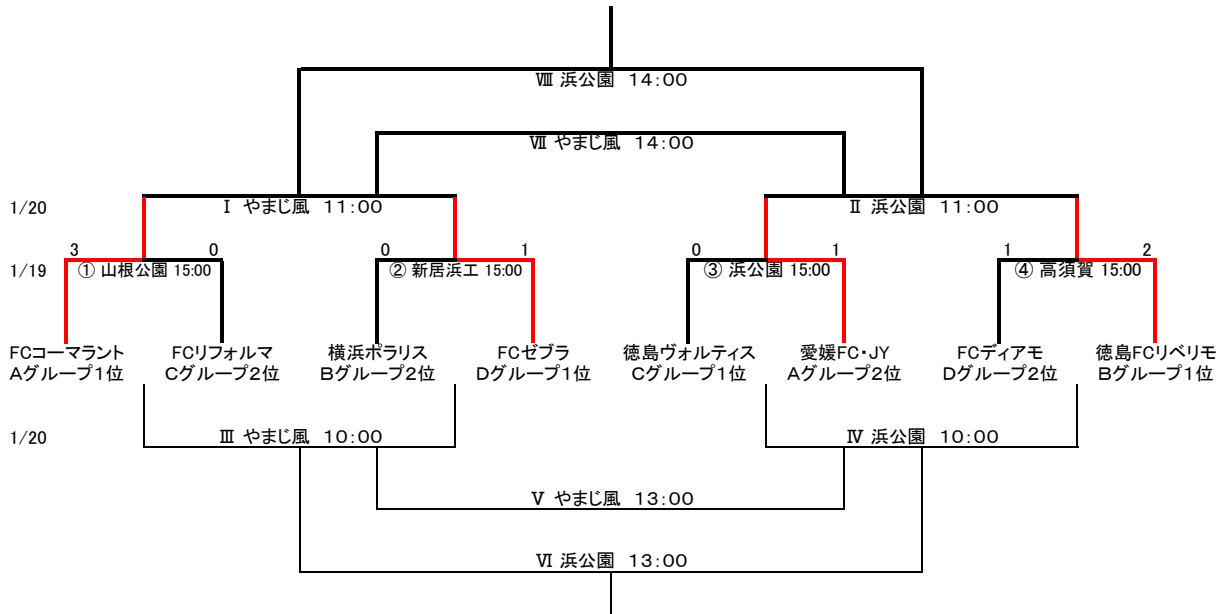 Ⅷ 浜公園 14:00
Ⅶ やまじ風 14:00
1/20 Ⅰ やまじ風 11:00 Ⅱ 浜公園 11:00
3 0 0 1 0 1 1 2
1/19 ① 山根公園 15:00 ② 新居浜工 15:00 ③ 浜公園 15:00 ④ 高須賀 15:00
FCコーマラント FCリフォルマ 横浜ポラリス FCゼブラ 徳島ヴォルティス 愛媛FC・JY FCディアモ 徳島FCリベリモ
Aグループ1位 Cグループ2位 Bグループ2位 Dグループ1位 Cグループ1位 Aグループ2位 Dグループ2位 Bグループ1位
1/20 Ⅲ やまじ風 10:00 Ⅳ 浜公園 10:00
Ⅴ やまじ風 13:00
Ⅵ 浜公園 13:00